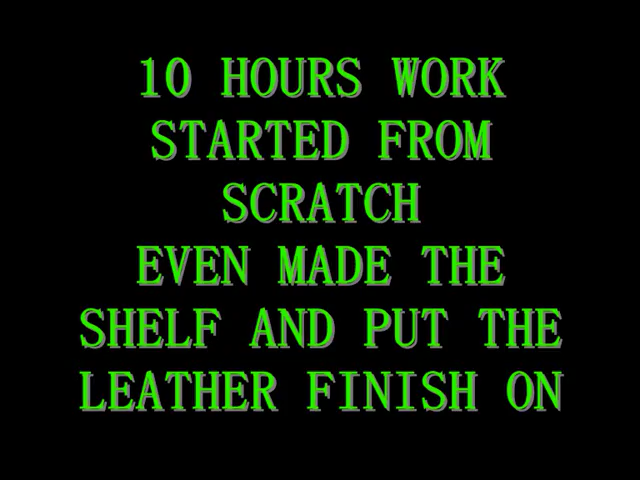 10 HOURS WORK
STARTED FROM
SCRATCH
EVEN MADE THE
SHELF AND PUT THE
LEATHER FINISH ON